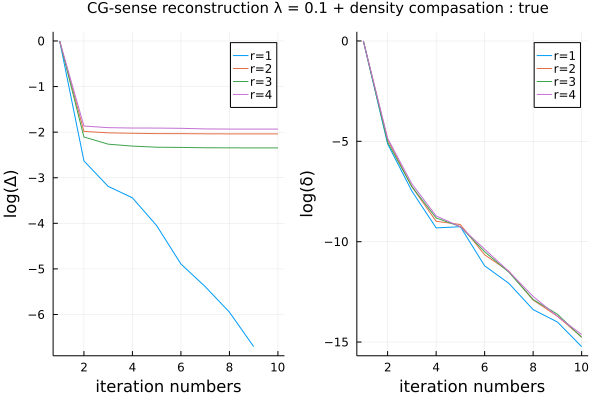 CG-sense reconstruction λ = 0.1 + density compasation : true
0
−1
−2
−3
−4
−5
−6
log(Δ)
2
4
6
8
10
iteration numbers
r=1
r=2
r=3
r=4
0
−5
−10
−15
log(δ)
2
4
6
8
10
iteration numbers
r=1
r=2
r=3
r=4